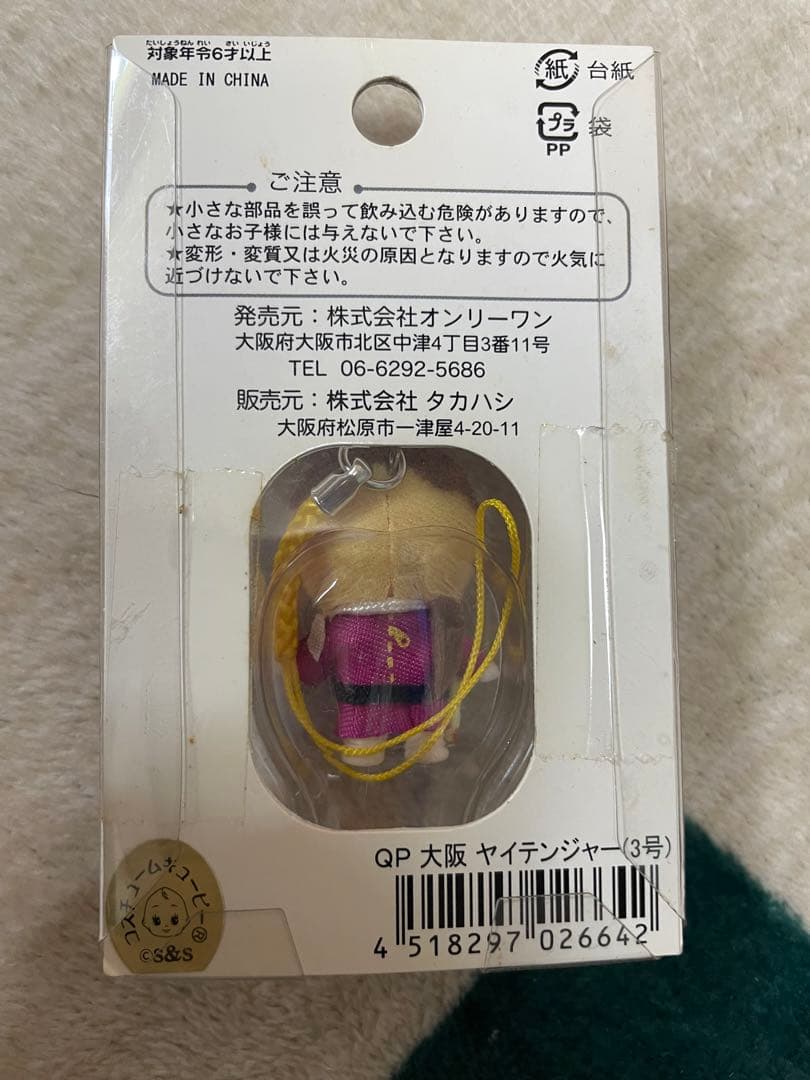 たいしょうねんれい さいいじょう
対象年令6才以上
MADE IN CHINA
紙 台紙
プラ 袋
PP
ご注意
★小さな部品を誤って飲み込む危険がありますので、
小さなお子様には与えないで下さい。
★変形・変質又は火災の原因となりますので火気に
近づけないで下さい。
発売元：株式会社オンリーワン
大阪府大阪市北区中津4丁目3番11号
TEL 06-6292-5686
販売元：株式会社 タカハシ
大阪府松原市一津屋4-20-11
QP 大阪 ヤイテンジャー(3号)
4 518297 026642
コスチュームキューピー®
©S&S